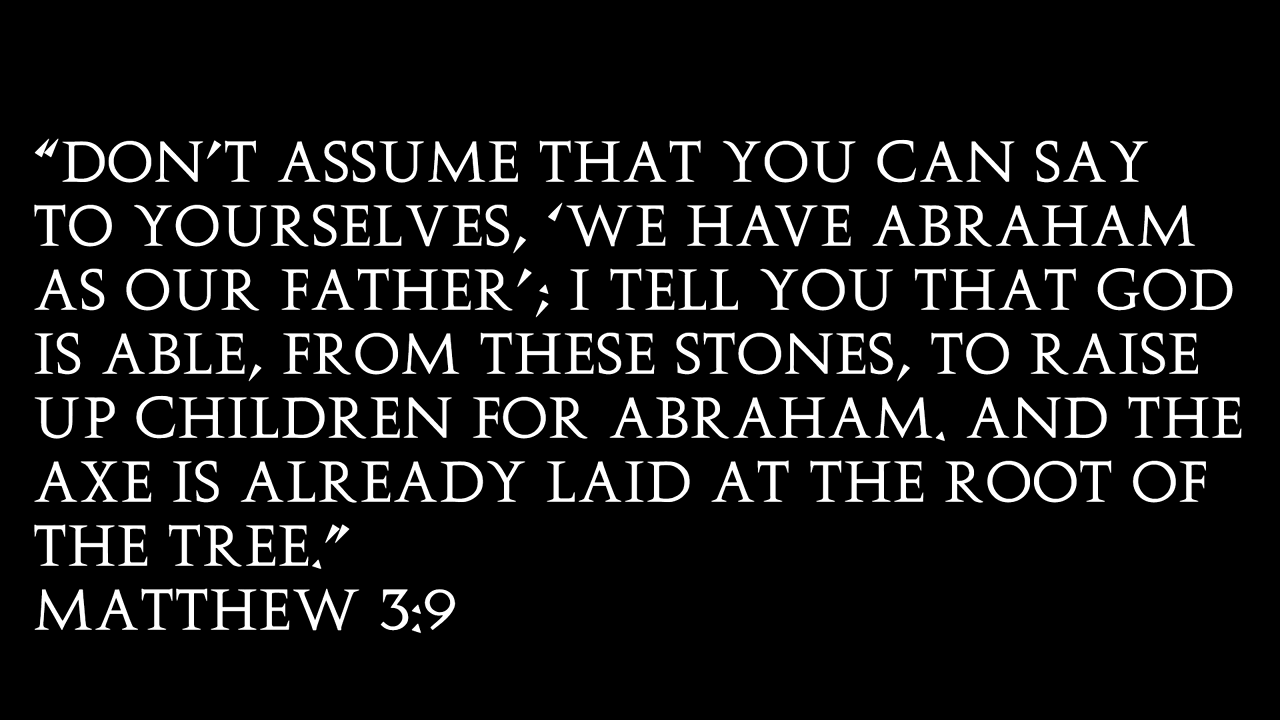 “DON’T ASSUME THAT YOU CAN SAY
TO YOURSELVES, ‘WE HAVE ABRAHAM
AS OUR FATHER’; I TELL YOU THAT GOD
IS ABLE, FROM THESE STONES, TO RAISE
UP CHILDREN FOR ABRAHAM. AND THE
AXE IS ALREADY LAID AT THE ROOT OF
THE TREE.”
MATTHEW 3:9